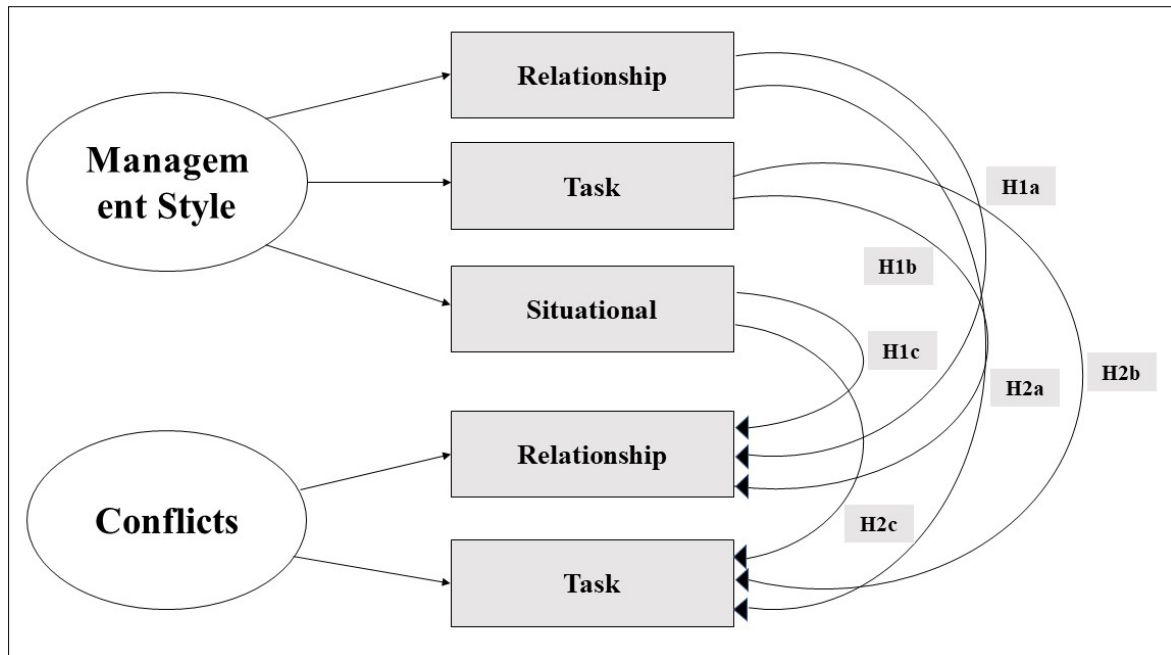 Relationship
Managem
ent Style
Task
H1a
H1b
Situational
H1c
H2a
H2b
Relationship
Conflicts
H2c
Task